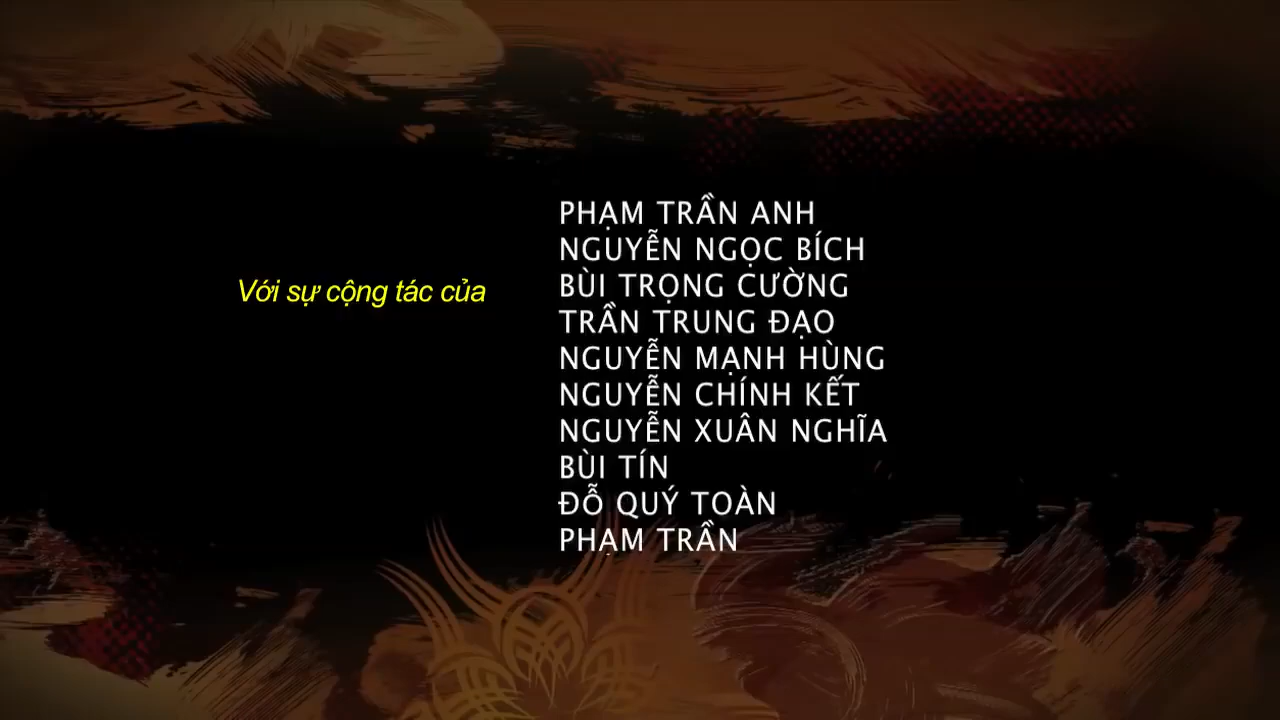 Với sự cộng tác của
PHẠM TRẦN ANH
NGUYỄN NGỌC BÍCH
BÙI TRỌNG CƯỜNG
TRẦN TRUNG ĐẠO
NGUYỄN MẠNH HÙNG
NGUYỄN CHÍNH KẾT
NGUYỄN XUÂN NGHĨA
BÙI TÍN
ĐỖ QUÝ TOÀN
PHẠM TRẦN